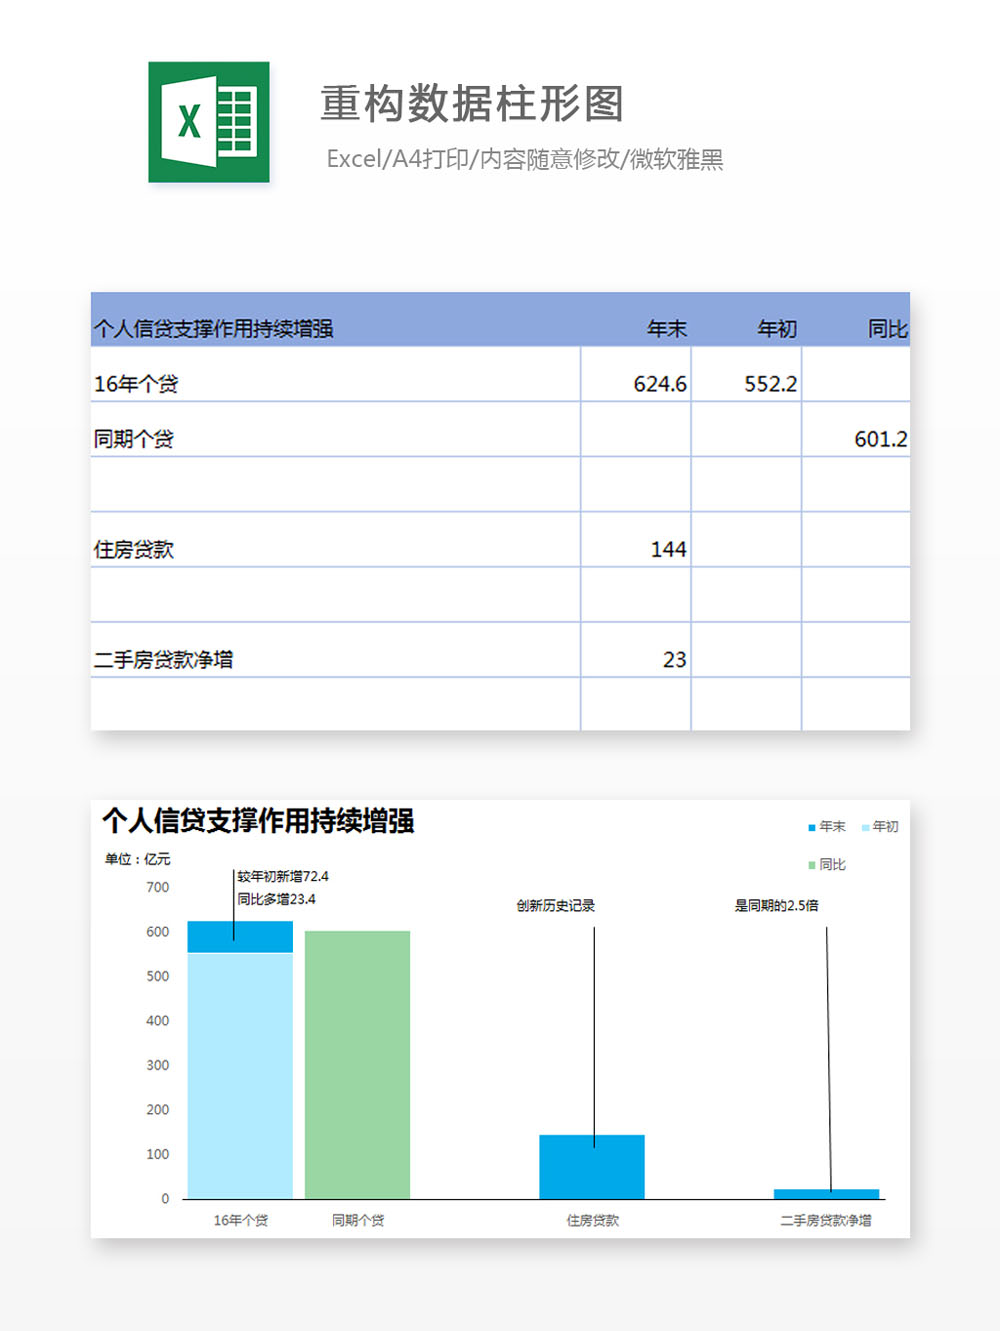 X
重构数据柱形图
Excel/A4打印/内容随意修改/微软雅黑
个人信贷支撑作用持续增强 年末 年初 同比
16年个贷 624.6 552.2
同期个贷 601.2
住房贷款 144
二手房贷款净增 23
个人信贷支撑作用持续增强
年末 年初
同比
单位：亿元
较年初新增72.4
同比多增23.4
创新历史记录
是同期的2.5倍
700
600
500
400
300
200
100
0
16年个贷 同期个贷 住房贷款 二手房贷款净增